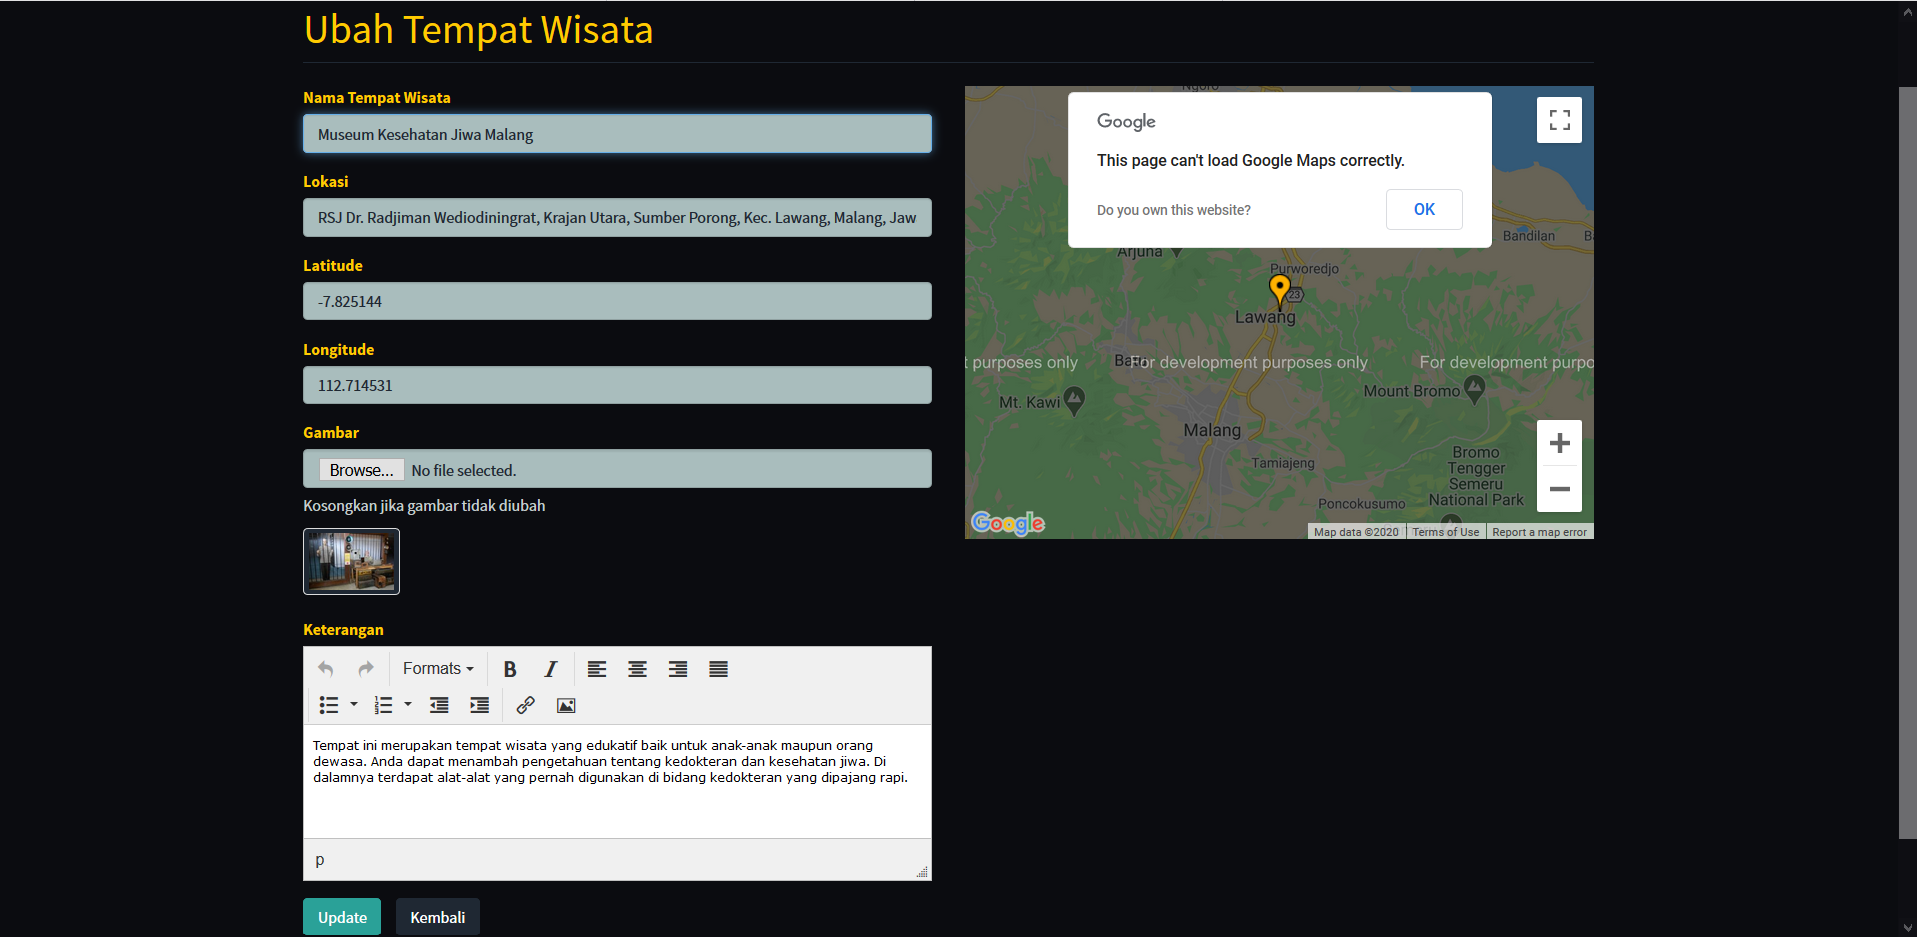 Ubah Tempat Wisata
Nama Tempat Wisata
Museum Kesehatan Jiwa Malang
Lokasi
RSJ Dr. Radjiman Wediodiningrat, Krajan Utara, Sumber Porong, Kec. Lawang, Malang, Jaw
Latitude
-7.825144
Longitude
112.714531
Gambar
Browse... No file selected.
Kosongkan jika gambar tidak diubah
Keterangan
Formats
Tempat ini merupakan tempat wisata yang edukatif baik untuk anak-anak maupun orang
dewasa. Anda dapat menambah pengetahuan tentang kedokteran dan kesehatan jiwa. Di
dalamnya terdapat alat-alat yang pernah digunakan di bidang kedokteran yang dipajang rapi.
p
Update Kembali
Ngoro
Google
This page can't load Google Maps correctly.
Do you own this website? OK
Bandilan
Arjuna
Purworedjo
23
Lawang
t purposes only For development purposes only For development purpo
Mount Bromo
Mt. Kawi
Malang
Tamiajeng
Bromo
Tengger
Semeru
National Park
Poncokusumo
Google
Map data ©2020 Terms of Use Report a map error